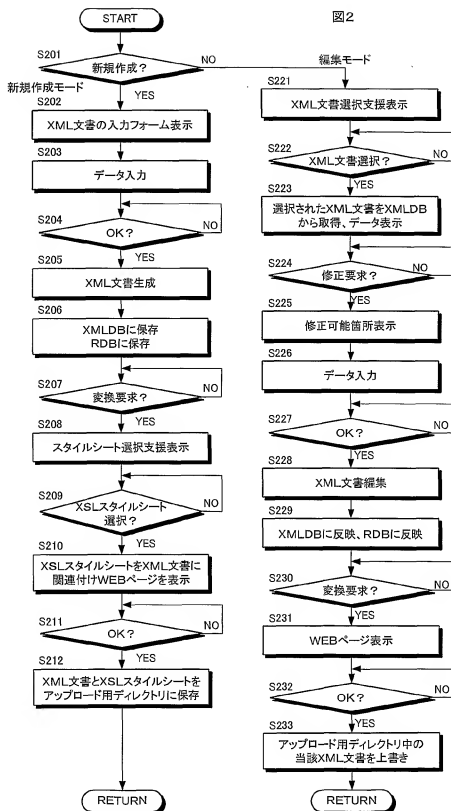 START
図2
S201
新規作成?
NO
編集モード
新規作成モード
YES
S202
XML文書の入力フォーム表示
S203
データ入力
S204
OK?
NO
YES
S205
XML文書生成
S206
XMLDBに保存
RDBに保存
S207
変換要求?
NO
YES
S208
スタイルシート選択支援表示
S209
XSLスタイルシート
選択?
NO
YES
S210
XSLスタイルシートをXML文書に
関連付けWEBページを表示
S211
OK?
NO
YES
S212
XML文書とXSLスタイルシートを
アップロード用ディレクトリに保存
RETURN
S221
XML文書選択支援表示
S222
XML文書選択?
NO
YES
S223
選択されたXML文書をXMLDB
から取得、データ表示
S224
修正要求?
NO
YES
S225
修正可能箇所表示
S226
データ入力
S227
OK?
NO
YES
S228
XML文書編集
S229
XMLDBに反映、RDBに反映
S230
変換要求?
NO
YES
S231
WEBページ表示
S232
OK?
NO
YES
S233
アップロード用ディレクトリ中の
当該XML文書を上書き
RETURN